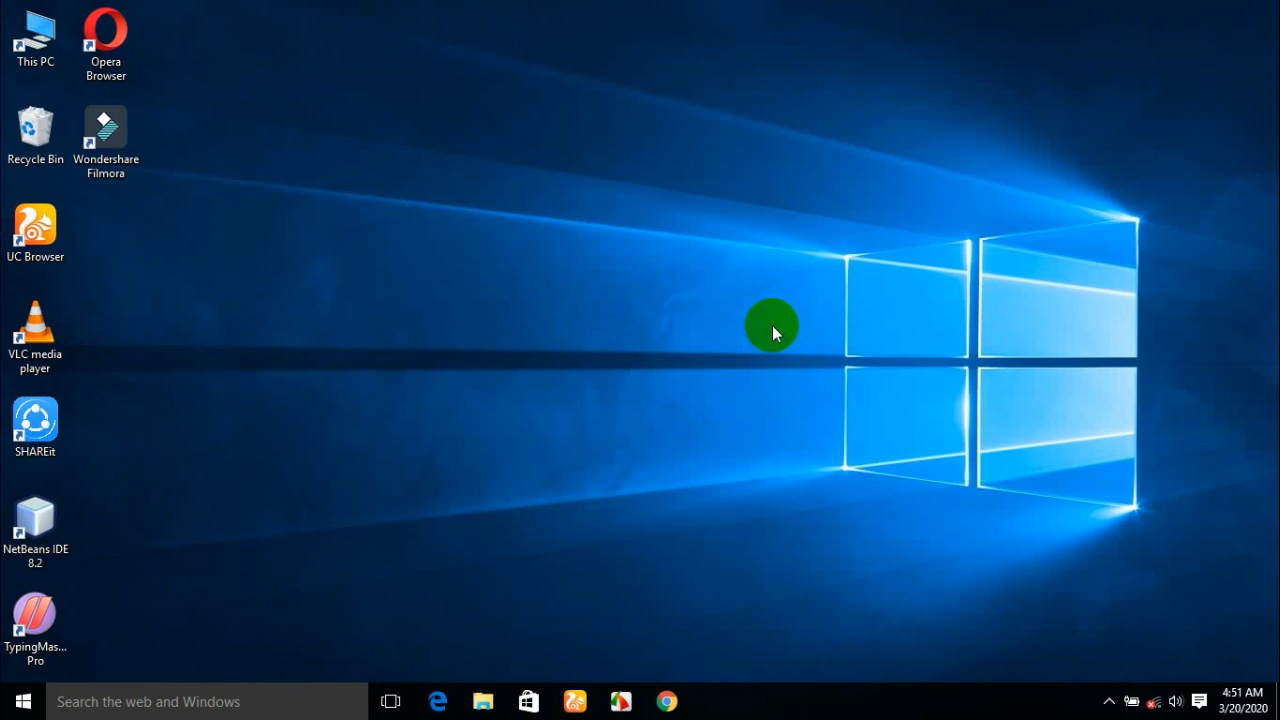 This PC
Opera
Browser
Recycle Bin
Wondershare
Filmora
UC Browser
VLC media
player
SHAREit
NetBeans IDE
8.2
TypingMas...
Pro
Search the web and Windows
4:51 AM
3/20/2020